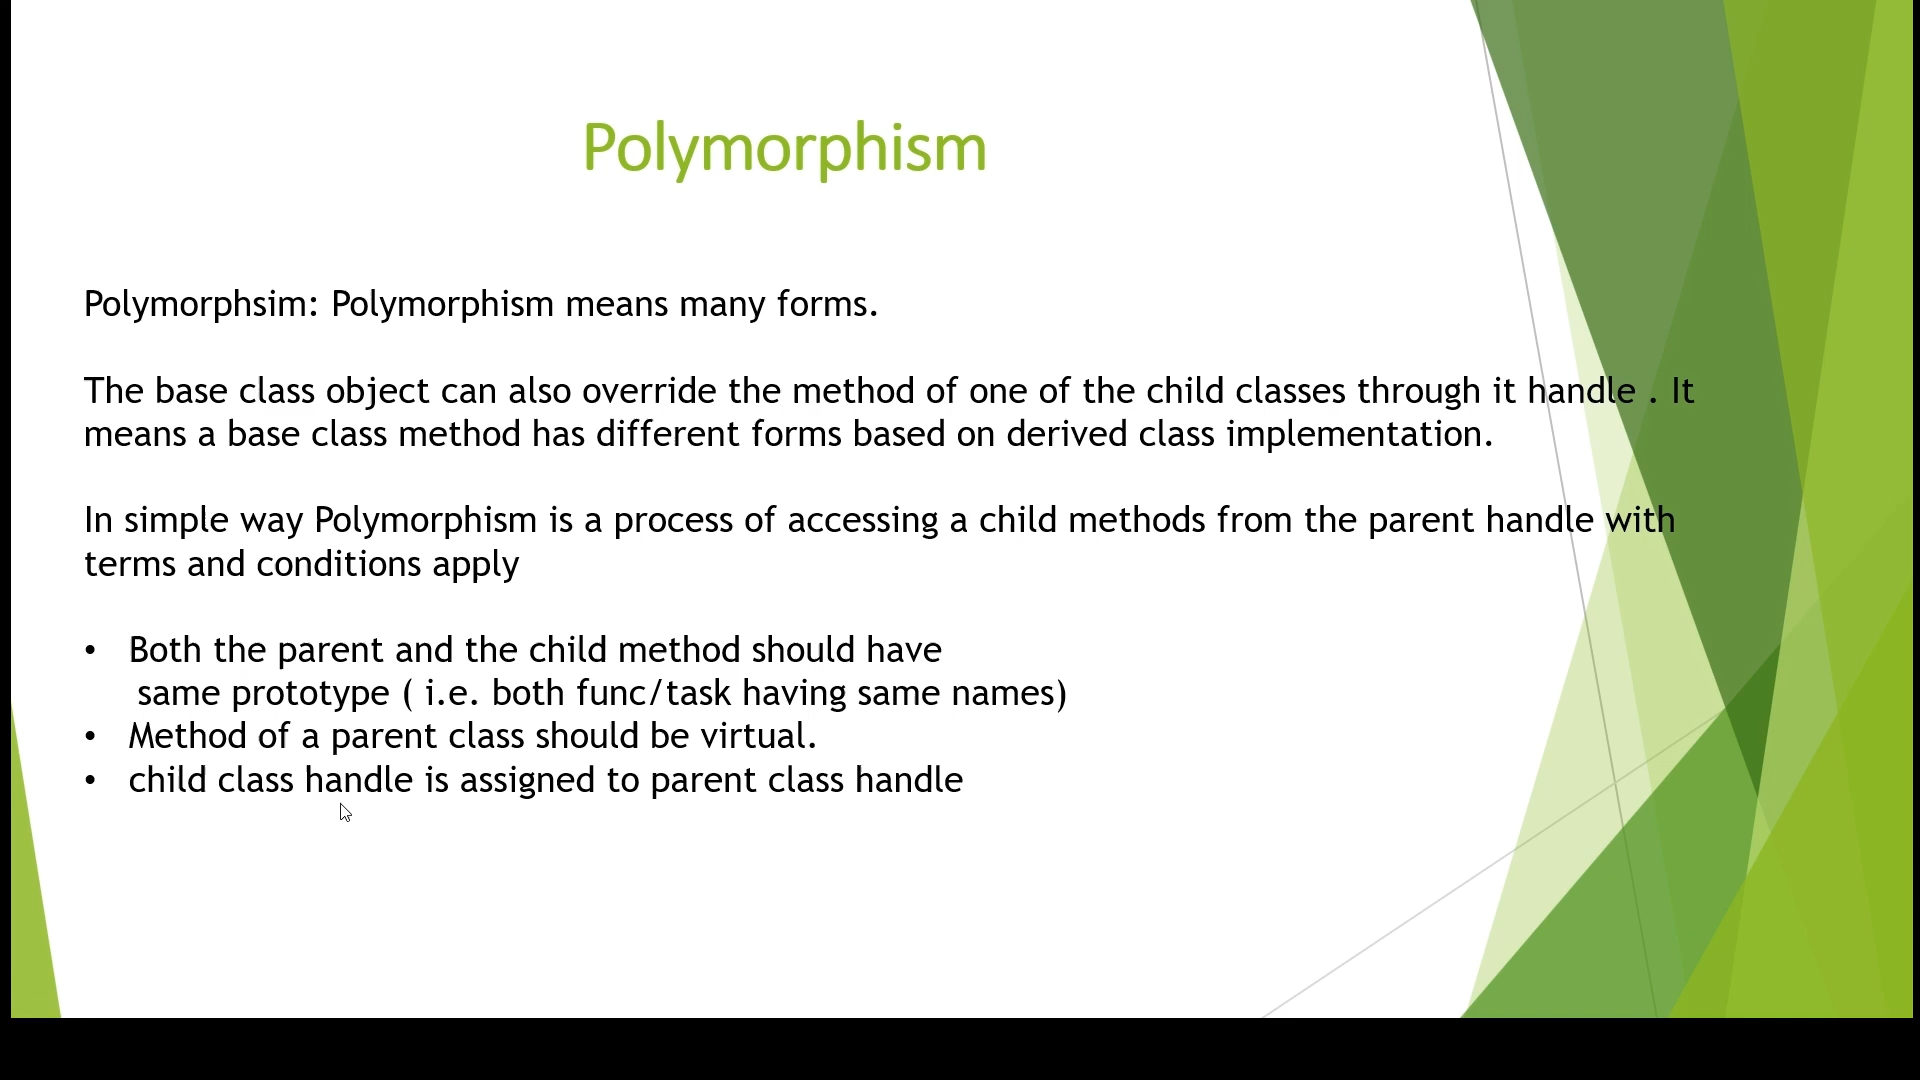 Polymorphism
Polymorphsim: Polymorphism means many forms.
The base class object can also override the method of one of the child classes through it handle . It
means a base class method has different forms based on derived class implementation.
In simple way Polymorphism is a process of accessing a child methods from the parent handle with
terms and conditions apply
• Both the parent and the child method should have
same prototype ( i.e. both func/task having same names)
• Method of a parent class should be virtual.
• child class handle is assigned to parent class handle